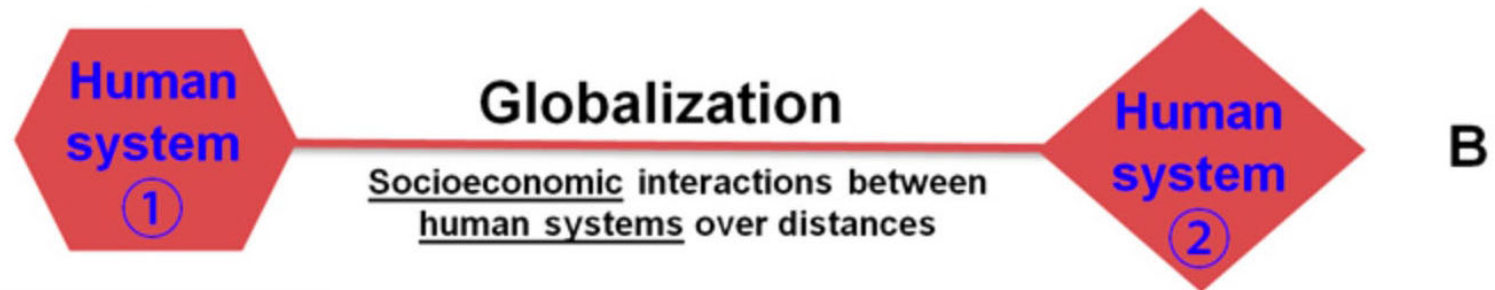 Human
system
①
Globalization
Socioeconomic interactions between
human systems over distances
Human
system
②
B